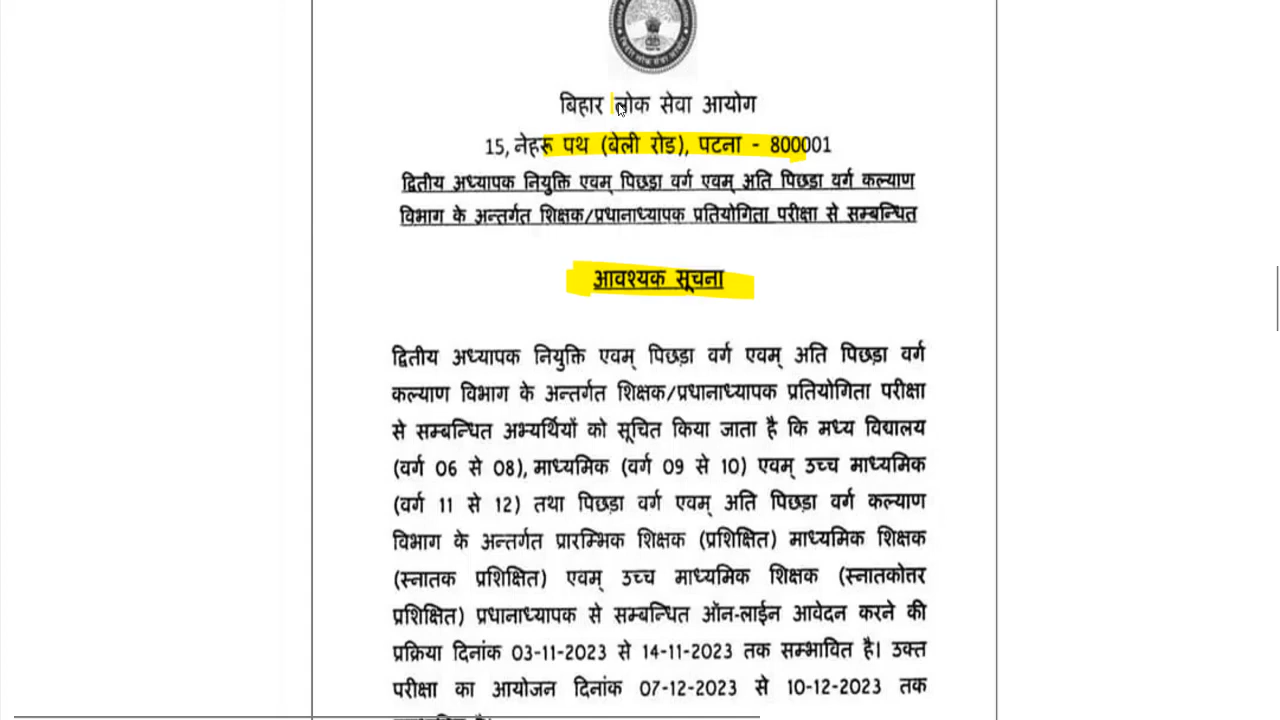 बिहार लोक सेवा आयोग
15, नेहरू पथ (बेली रोड), पटना - 800001
द्वितीय अध्यापक नियुक्ति एवम् पिछड़ा वर्ग एवम् अति पिछड़ा वर्ग कल्याण
विभाग के अन्तर्गत शिक्षक/प्रधानाध्यापक प्रतियोगिता परीक्षा से सम्बन्धित
आवश्यक सूचना
द्वितीय अध्यापक नियुक्ति एवम् पिछड़ा वर्ग एवम् अति पिछड़ा वर्ग
कल्याण विभाग के अन्तर्गत शिक्षक/प्रधानाध्यापक प्रतियोगिता परीक्षा
से सम्बन्धित अभ्यर्थियों को सूचित किया जाता है कि मध्य विद्यालय
(वर्ग 06 से 08), माध्यमिक (वर्ग 09 से 10) एवम् उच्च माध्यमिक
(वर्ग 11 से 12) तथा पिछड़ा वर्ग एवम् अति पिछड़ा वर्ग कल्याण
विभाग के अन्तर्गत प्रारम्भिक शिक्षक (प्रशिक्षित) माध्यमिक शिक्षक
(स्नातक प्रशिक्षित) एवम् उच्च माध्यमिक शिक्षक (स्नातकोत्तर
प्रशिक्षित) प्रधानाध्यापक से सम्बन्धित ऑन-लाईन आवेदन करने की
प्रक्रिया दिनांक 03-11-2023 से 14-11-2023 तक सम्भावित है। उक्त
परीक्षा का आयोजन दिनांक 07-12-2023 से 10-12-2023 तक